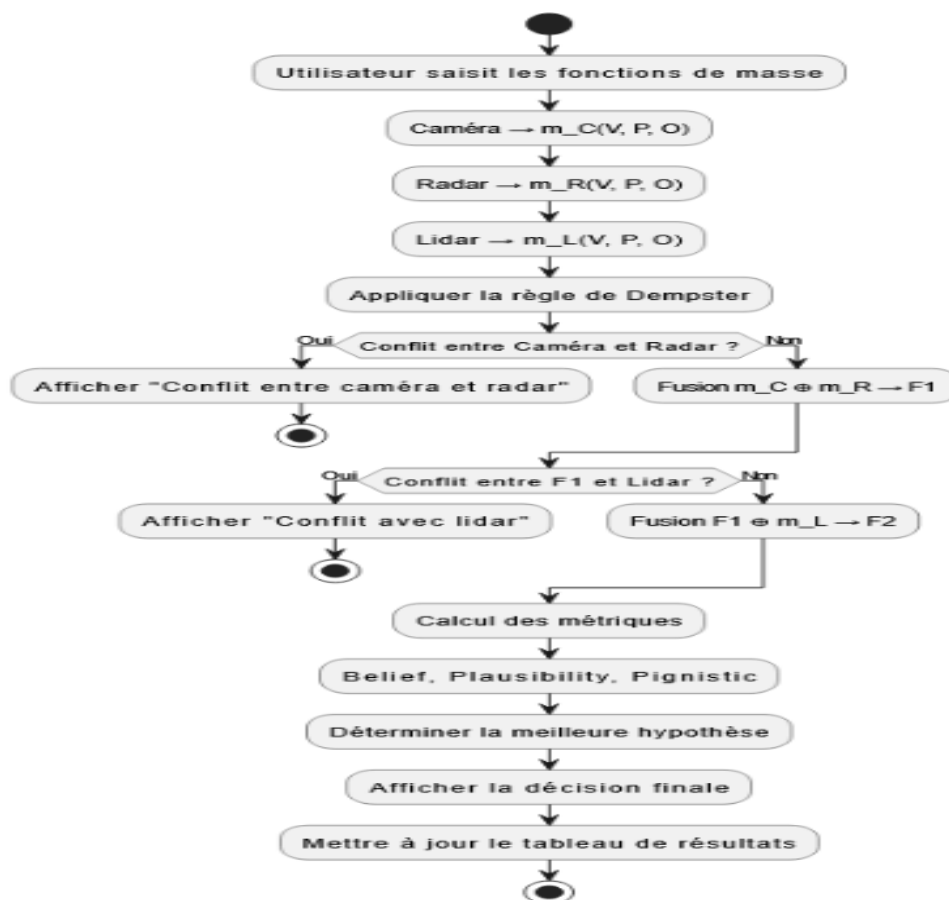 Utilisateur saisit les fonctions de masse
Caméra → m_C(V, P, O)
Radar → m_R(V, P, O)
Lidar → m_L(V, P, O)
Appliquer la règle de Dempster
Oui
Conflit entre Caméra et Radar ?
Non
Afficher "Conflit entre caméra et radar"
Fusion m_C ⊕ m_R → F1
Oui
Conflit entre F1 et Lidar ?
Non
Afficher "Conflit avec lidar"
Fusion F1 ⊕ m_L → F2
Calcul des métriques
Belief, Plausibility, Pignistic
Déterminer la meilleure hypothèse
Afficher la décision finale
Mettre à jour le tableau de résultats